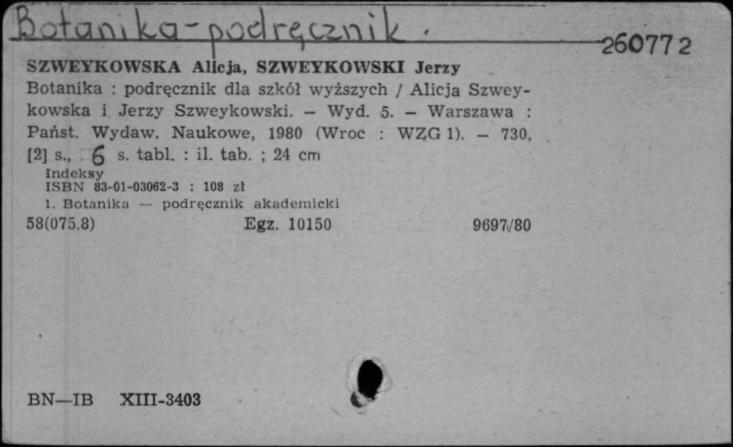 Botanika - podręcznik.
260772
SZWEYKOWSKA Alicja, SZWEYKOWSKI Jerzy
Botanika : podręcznik dla szkół wyższych / Alicja Szwey-
kowska i Jerzy Szweykowski. — Wyd. 5. — Warszawa :
Państ. Wydaw. Naukowe, 1980 (Wroc : WZG 1). — 730,
[2] s., 6 s. tabl. : il. tab. ; 24 cm
Indeksy
ISBN 83-01-03062-3 : 108 zł
1. Botanika — podręcznik akademicki
58(075.8) Egz. 10150 9697/80
BN—IB XIII-3403